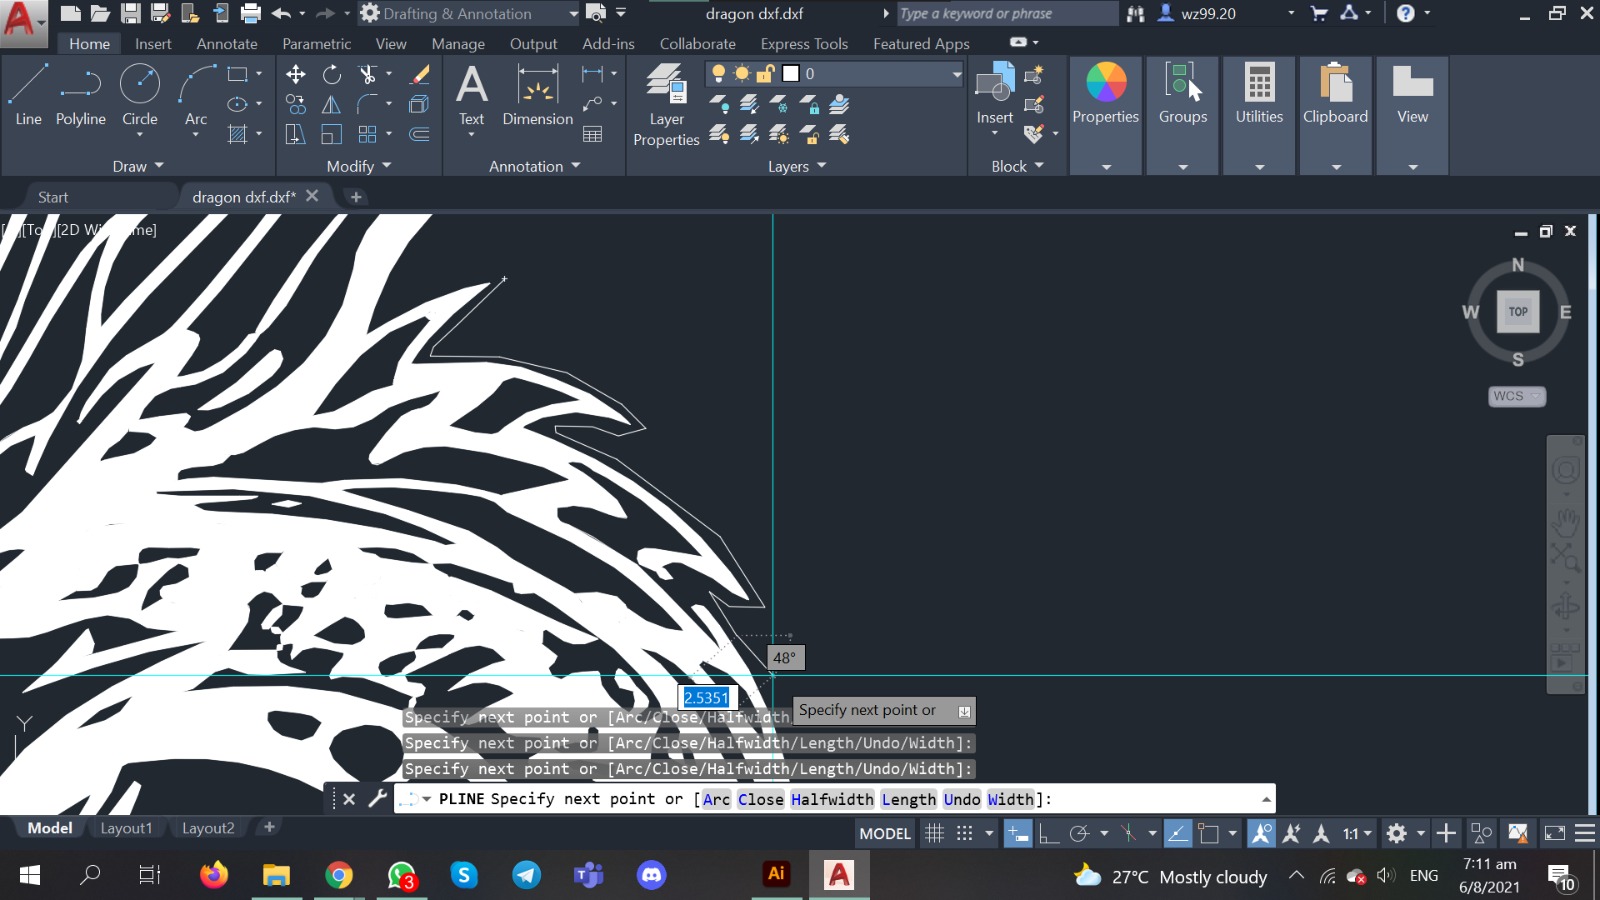 Drafting & Annotation
dragon dxf.dxf
Type a keyword or phrase
wz99.20
Home Insert Annotate Parametric View Manage Output Add-ins Collaborate Express Tools Featured Apps
Line Polyline Circle Arc Text Dimension Layer Properties 0 Insert Properties Groups Utilities Clipboard View
Draw Modify Annotation Layers Block
Start dragon dxf.dxf*
[2D
N
W TOP E
S
WCS
48°
2.5351
Specify next point or
Y
Specify next point or [Arc/Close/Halfwidth
Specify next point or [Arc/Close/Halfwidth/Length/Undo/Width]:
Specify next point or [Arc/Close/Halfwidth/Length/Undo/Width]:
PLINE Specify next point or [Arc Close Halfwidth Length Undo Width]:
Model Layout1 Layout2 MODEL 1:1
Ai A 27°C Mostly cloudy ENG 7:11 am
6/8/2021
3
10